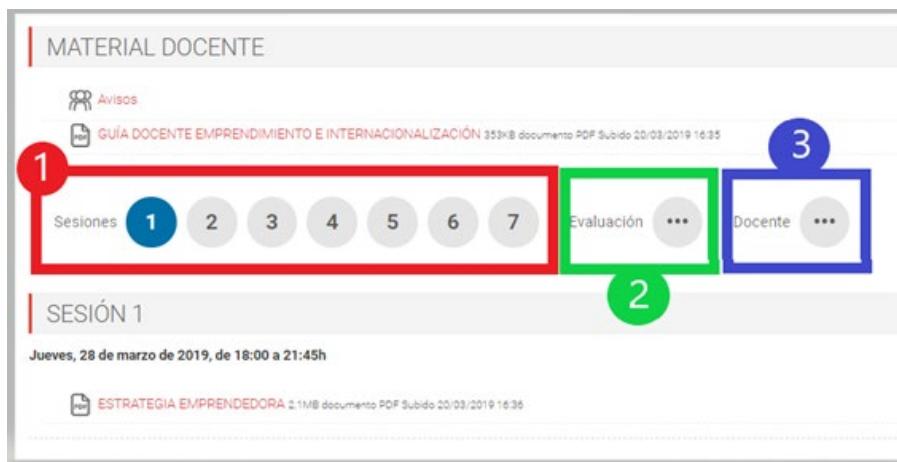 MATERIAL DOCENTE
Avisos
GUÍA DOCENTE EMPRENDIMIENTO E INTERNACIONALIZACIÓN 353KB documento PDF Subido 20/03/2019 16:35
1
3
Sesiones 1 2 3 4 5 6 7 Evaluación ••• Docente •••
2
SESIÓN 1
Jueves, 28 de marzo de 2019, de 18:00 a 21:45h
ESTRATEGIA EMPRENDEDORA 2,1MB documento PDF Subido 20/03/2019 16:36